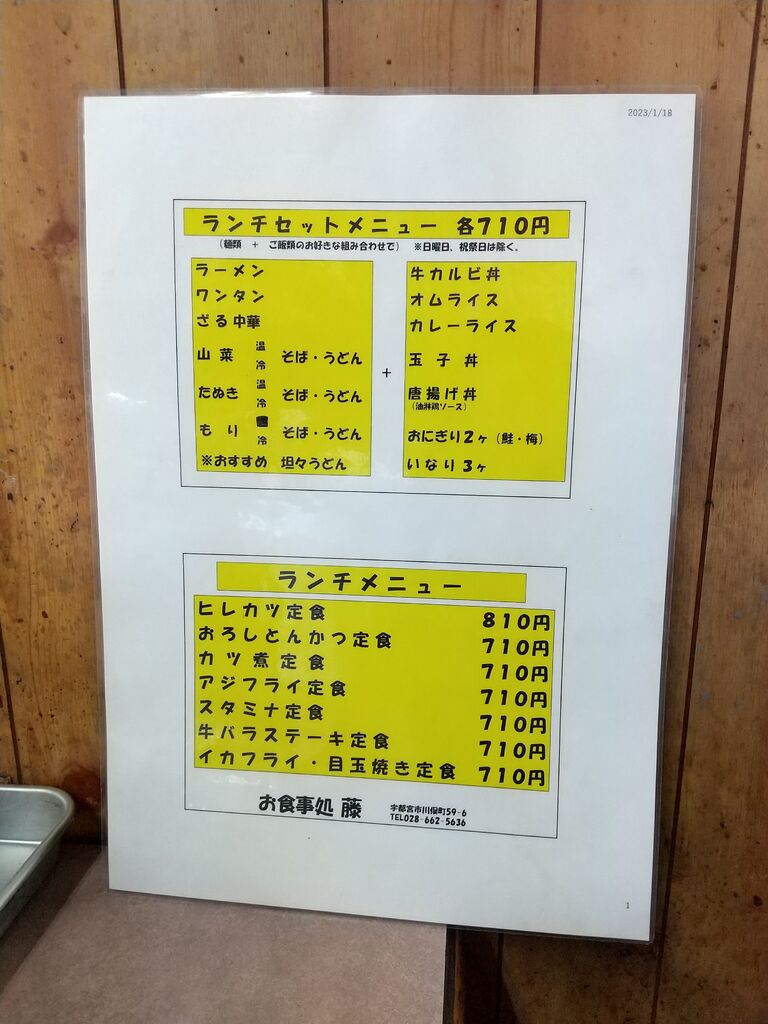 2023/1/18
ランチセットメニュー 各710円
(麺類 + ご飯類のお好きな組み合わせで) ※日曜日、祝祭日は除く。
ラーメン
ワンタン
ざる中華
山菜 温 冷 そば・うどん
たぬき 温 冷 そば・うどん
もり 冷 そば・うどん
※おすすめ 坦々うどん
+
牛カルビ丼
オムライス
カレーライス
玉子丼
唐揚げ丼
(油淋鶏ソース)
おにぎり2ヶ(鮭・梅)
いなり3ヶ
ランチメニュー
ヒレカツ定食 810円
おろしとんかつ定食 710円
カツ煮定食 710円
アジフライ定食 710円
スタミナ定食 710円
牛バラステーキ定食 710円
イカフライ・目玉焼き定食 710円
お食事処 藤
宇都宮市川俣町59-6
TEL028-662-5636
1